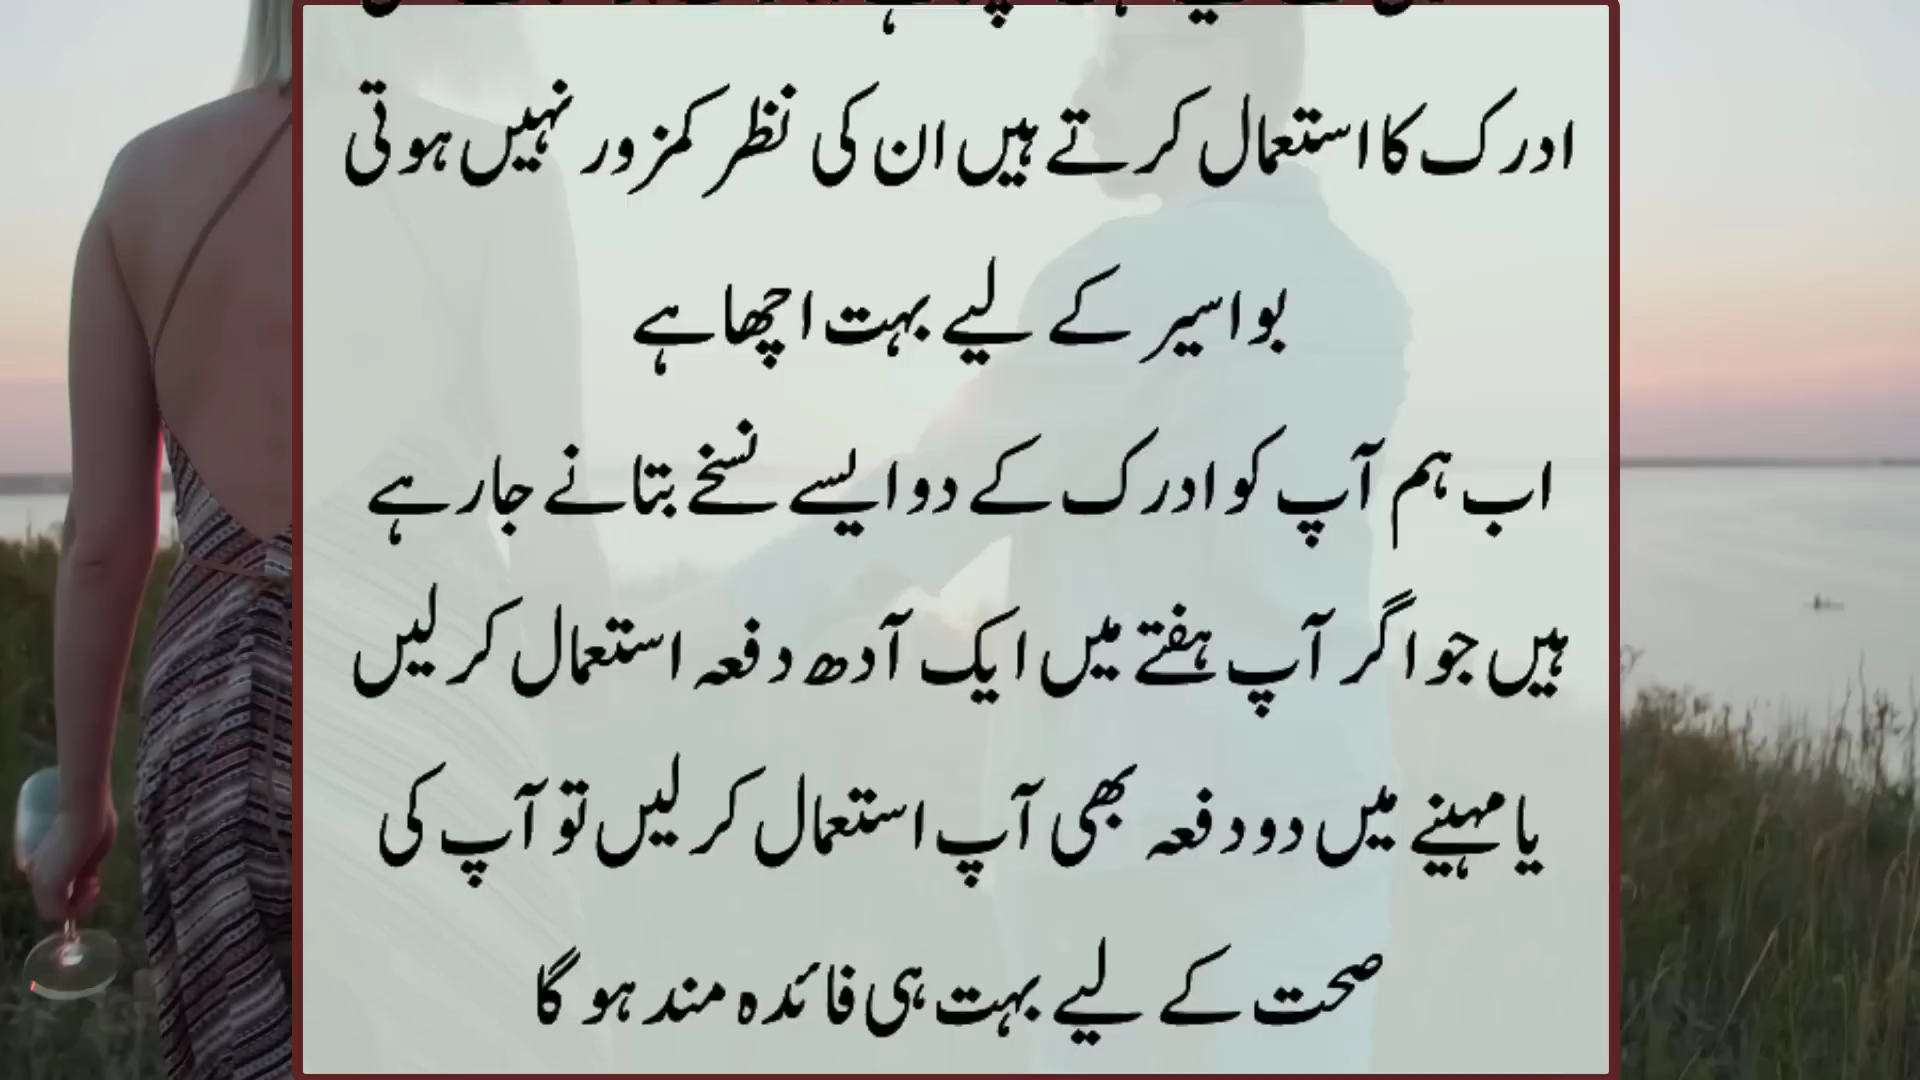 ادرک کا استعمال کرتے ہیں ان کی نظر کمزور نہیں ہوتی
بواسیر کے لیے بہت اچھا ہے
اب ہم آپ کو ادرک کے دو ایسے نسخے بتانے جا رہے
ہیں جو اگر آپ ہفتے میں ایک آدھ دفعہ استعمال کر لیں
یا مہینے میں دو دفعہ بھی آپ استعمال کر لیں تو آپ کی
صحت کے لیے بہت ہی فائدہ مند ہو گا